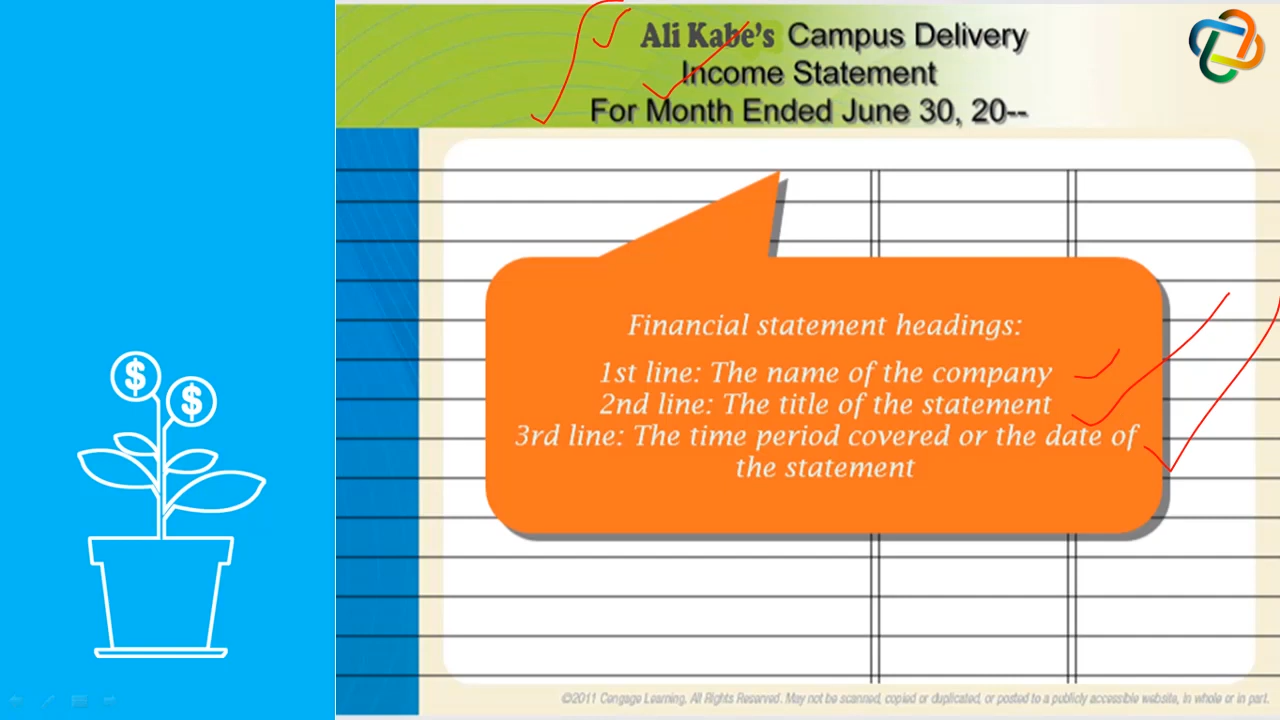 Ali Kabe's Campus Delivery
Income Statement
For Month Ended June 30, 20--
Financial statement headings:
1st line: The name of the company
2nd line: The title of the statement
3rd line: The time period covered or the date of
the statement
$
$
©2011 Cengage Learning. All Rights Reserved. May not be scanned, copied or duplicated, or posted to a publicly accessible website, in whole or in part.